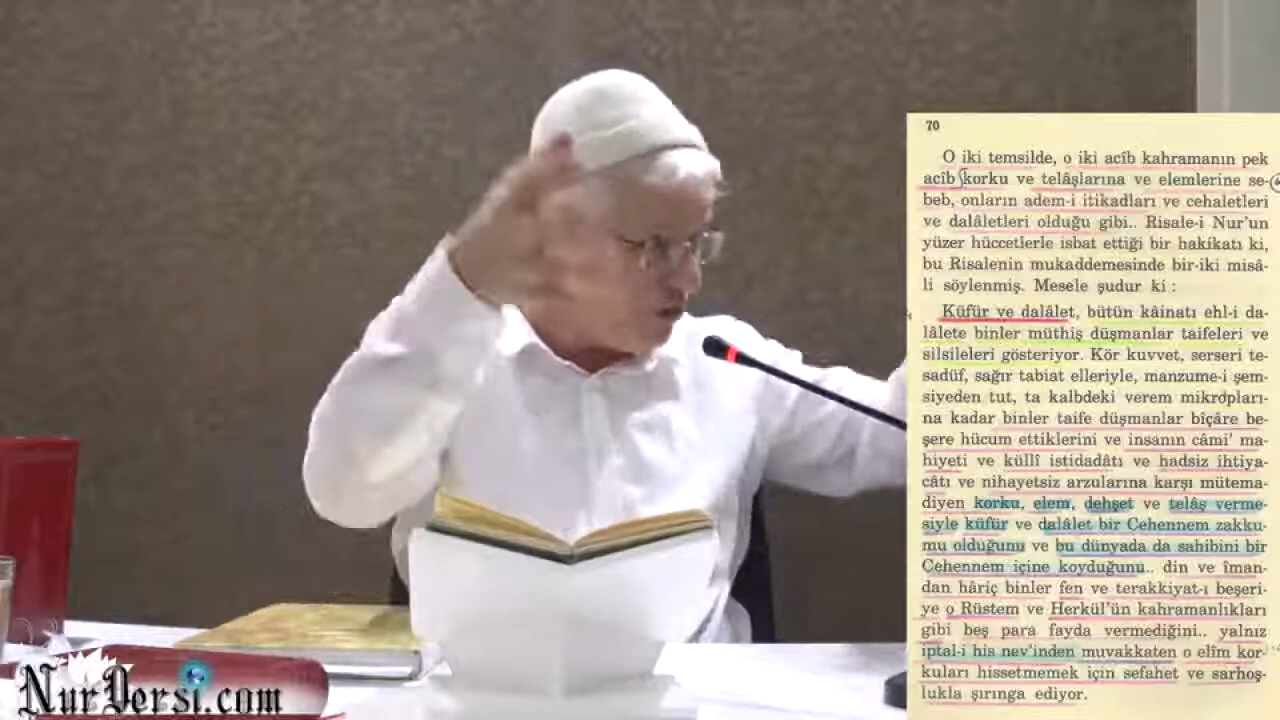 70
O iki temsilde, o iki acîb kahramanın pek
acîb korku ve telâşlarına ve elemlerine se-
beb, onların adem-i itikadları ve cehaletleri
ve dalâletleri olduğu gibi.. Risale-i Nur'un
yüzer hüccetlerle isbat ettiği bir hakikatı ki,
bu Risalenin mukaddemesinde bir-iki misâ-
li söylenmiş. Mesele şudur ki :
Küfür ve dalâlet, bütün kâinatı ehl-i da-
lâlete binler müthiş düşmanlar taifeleri ve
silsileleri gösteriyor. Kör kuvvet, serseri te-
sadüf, sağır tabiat elleriyle, manzume-i şem-
siyeden tut, ta kalbdeki verem mikropları-
na kadar binler taife düşmanlar bîçâre be-
şere hücum ettiklerini ve insanın câmi' ma-
hiyeti ve küllî istidadâtı ve hadsiz ihtiya-
câtı ve nihayetsiz arzularına karşı mütema-
diyen korku, elem, dehşet ve telâş verme-
siyle küfür ve dalâlet bir Cehennem zakku-
mu olduğunu ve bu dünyada da sahibini bir
Cehennem içine koyduğunu.. din ve îman-
dan hâriç binler fen ve terakkiyat-ı beşeri-
ye o Rüstem ve Herkül'ün kahramanlıkları
gibi beş para fayda vermediğini.. yalnız
iptal-i his nev'inden muvakkaten o elîm kor-
kuları hissetmemek için sefahet ve sarhoş-
lukla şırınga ediyor.
NurDersi.com